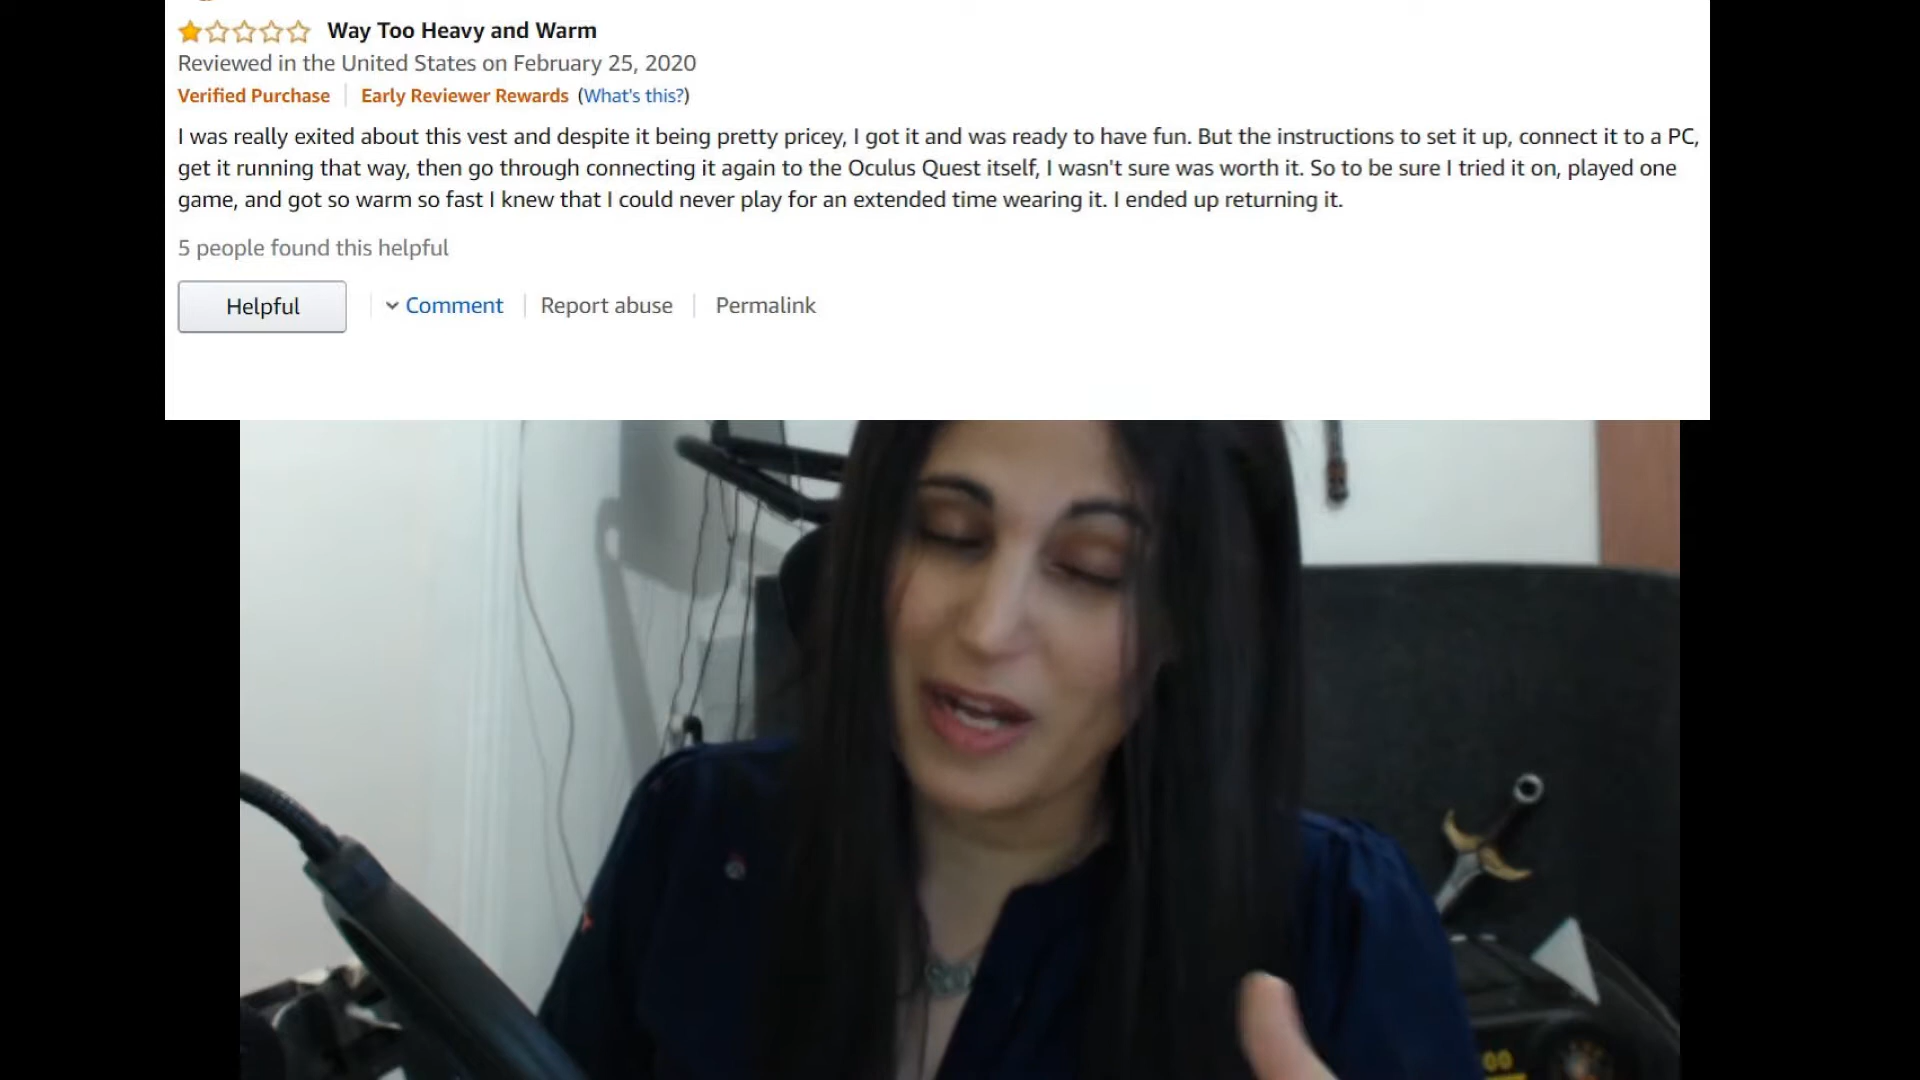 Way Too Heavy and Warm
Reviewed in the United States on February 25, 2020
Verified Purchase | Early Reviewer Rewards (What's this?)
I was really exited about this vest and despite it being pretty pricey, I got it and was ready to have fun. But the instructions to set it up, connect it to a PC,
get it running that way, then go through connecting it again to the Oculus Quest itself, I wasn't sure was worth it. So to be sure I tried it on, played one
game, and got so warm so fast I knew that I could never play for an extended time wearing it. I ended up returning it.
5 people found this helpful
Helpful | Comment | Report abuse | Permalink
00